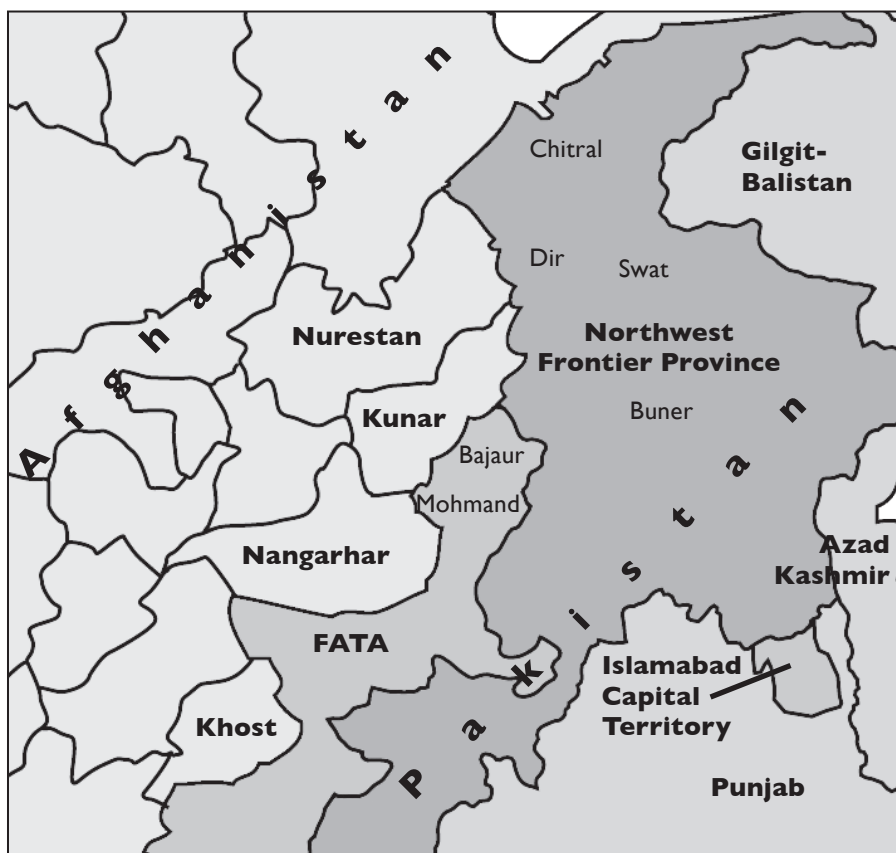 Afghanistan
Chitral
Gilgit-
Balistan
Dir
Swat
Nurestan
Northwest
Frontier Province
Kunar
Buner
Bajaur
Mohmand
Nangarhar
Azad
Kashmir
Pakistan
FATA
Islamabad
Capital
Territory
Khost
Punjab